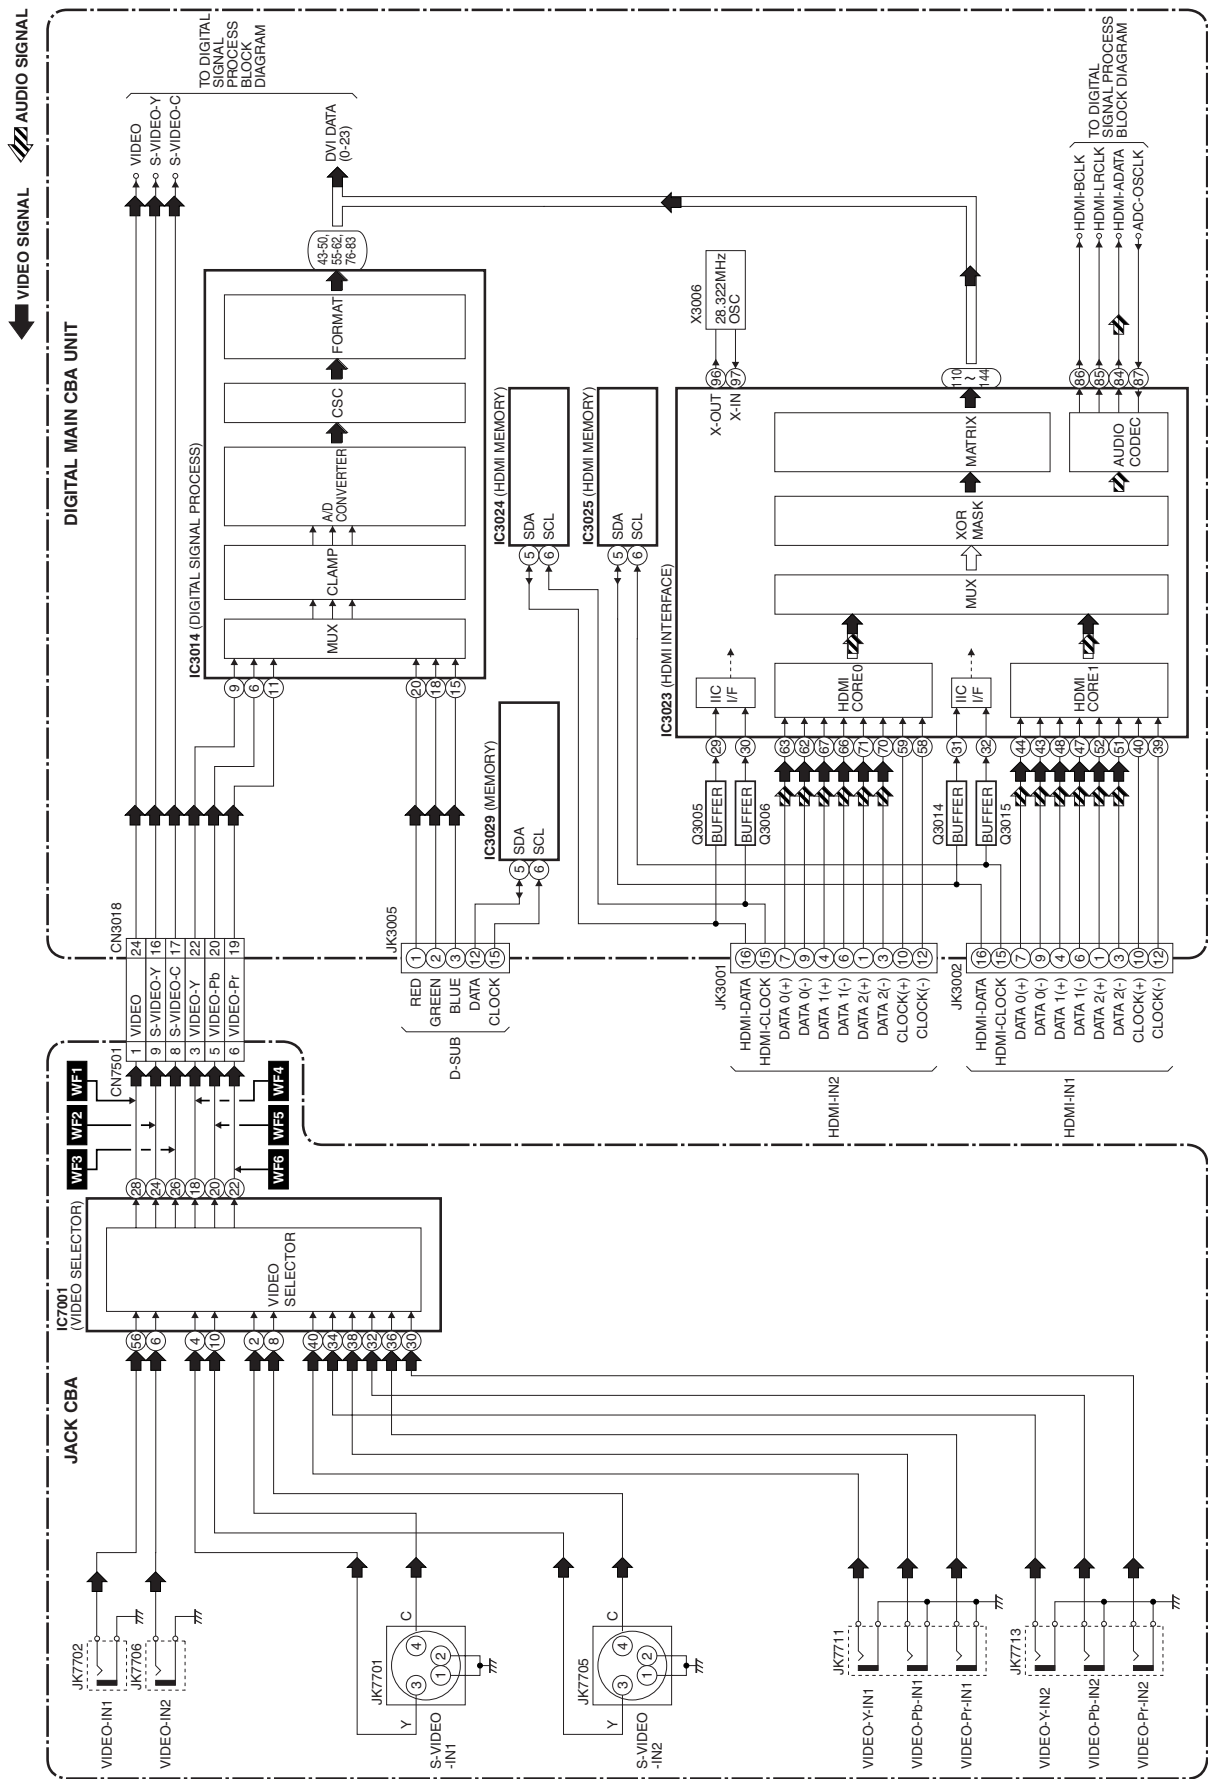 VIDEO SIGNAL
AUDIO SIGNAL
JACK CBA
VIDEO-IN1
JK7702
VIDEO-IN2
JK7706
S-VIDEO
-IN1
JK7701
Y
C
3
4
1
2
S-VIDEO
-IN2
JK7705
Y
C
3
4
1
2
VIDEO-Y-IN1
VIDEO-Pb-IN1
VIDEO-Pr-IN1
JK7711
VIDEO-Y-IN2
VIDEO-Pb-IN2
VIDEO-Pr-IN2
JK7713
IC7001
(VIDEO SELECTOR)
56
6
4
10
2
8
40
34
38
32
36
30
VIDEO
SELECTOR
28
24
26
18
20
22
WF1
WF2
WF3
WF4
WF5
WF6
CN7501
CN3018
1 VIDEO 24
9 S-VIDEO-Y 16
8 S-VIDEO-C 17
3 VIDEO-Y 22
5 VIDEO-Pb 20
6 VIDEO-Pr 19
DIGITAL MAIN CBA UNIT
VIDEO
S-VIDEO-Y
S-VIDEO-C
TO DIGITAL
SIGNAL
PROCESS
BLOCK
DIAGRAM
DVI DATA
(0-23)
D-SUB
JK3005
RED 1
GREEN 2
BLUE 3
DATA 12
CLOCK 15
IC3014 (DIGITAL SIGNAL PROCESS)
9
6
11
20
18
15
MUX
CLAMP
A/D
CONVERTER
CSC
FORMAT
43-50,
55-62,
76-83
IC3029 (MEMORY)
5 SDA
6 SCL
IC3024 (HDMI MEMORY)
5 SDA
6 SCL
IC3025 (HDMI MEMORY)
5 SDA
6 SCL
HDMI-IN2
JK3001
HDMI-DATA 16
HDMI-CLOCK 15
DATA 0(+) 7
DATA 0(-) 9
DATA 1(+) 4
DATA 1(-) 6
DATA 2(+) 1
DATA 2(-) 3
CLOCK(+) 10
CLOCK(-) 12
HDMI-IN1
JK3002
HDMI-DATA 16
HDMI-CLOCK 15
DATA 0(+) 7
DATA 0(-) 9
DATA 1(+) 4
DATA 1(-) 6
DATA 2(+) 1
DATA 2(-) 3
CLOCK(+) 10
CLOCK(-) 12
Q3005
BUFFER
BUFFER
Q3006
Q3014
BUFFER
BUFFER
Q3015
IC3023 (HDMI INTERFACE)
29
30
63
62
67
66
71
70
59
58
31
32
44
43
48
47
52
51
40
39
IIC
I/F
HDMI
CORE0
IIC
I/F
HDMI
CORE1
MUX
XOR
MASK
MATRIX
AUDIO
CODEC
X-OUT 96
X-IN 97
X3006
28.322MHz
OSC
110
~
144
86 HDMI-BCLK
85 HDMI-LRCLK
84 HDMI-ADATA
87 ADC-OSCLK
TO DIGITAL
SIGNAL PROCESS
BLOCK DIAGRAM